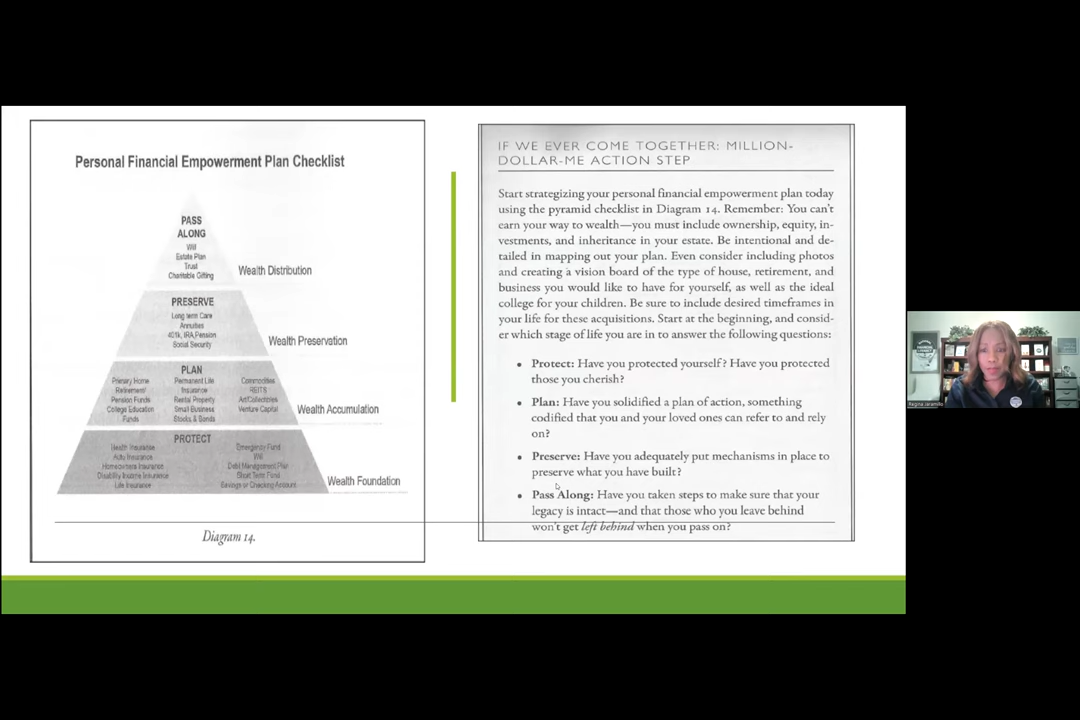 Personal Financial Empowerment Plan Checklist
PASS
ALONG
Will
Estate Plan
Trust
Charitable Gifting
Wealth Distribution
PRESERVE
Long term Care
Annuities
401k, IRA,Pension
Social Security
Wealth Preservation
PLAN
Primary Home
Retirement/
Pension Funds
College Education
Funds
Permanent Life
Insurance
Rental Property
Small Business
Stocks & Bonds
Commodities
REITS
Art/Collectables
Venture Capital
Wealth Accumulation
PROTECT
Health Insurance
Auto Insurance
Homeowners Insurance
Disability Income Insurance
Life Insurance
Emergency Fund
Will
Debt Management Plan
Short Term Fund
Savings or Checking Account
Wealth Foundation
Diagram 14.
IF WE EVER COME TOGETHER: MILLION-
DOLLAR-ME ACTION STEP
Start strategizing your personal financial empowerment plan today
using the pyramid checklist in Diagram 14. Remember: You can't
earn your way to wealth—you must include ownership, equity, in-
vestments, and inheritance in your estate. Be intentional and de-
tailed in mapping out your plan. Even consider including photos
and creating a vision board of the type of house, retirement, and
business you would like to have for yourself, as well as the ideal
college for your children. Be sure to include desired timeframes in
your life for these acquisitions. Start at the beginning, and consid-
er which stage of life you are in to answer the following questions:
• Protect: Have you protected yourself? Have you protected
those you cherish?
• Plan: Have you solidified a plan of action, something
codified that you and your loved ones can refer to and rely
on?
• Preserve: Have you adequately put mechanisms in place to
preserve what you have built?
• Pass Along: Have you taken steps to make sure that your
legacy is intact—and that those who you leave behind
won't get left behind when you pass on?
Regina Jaramillo